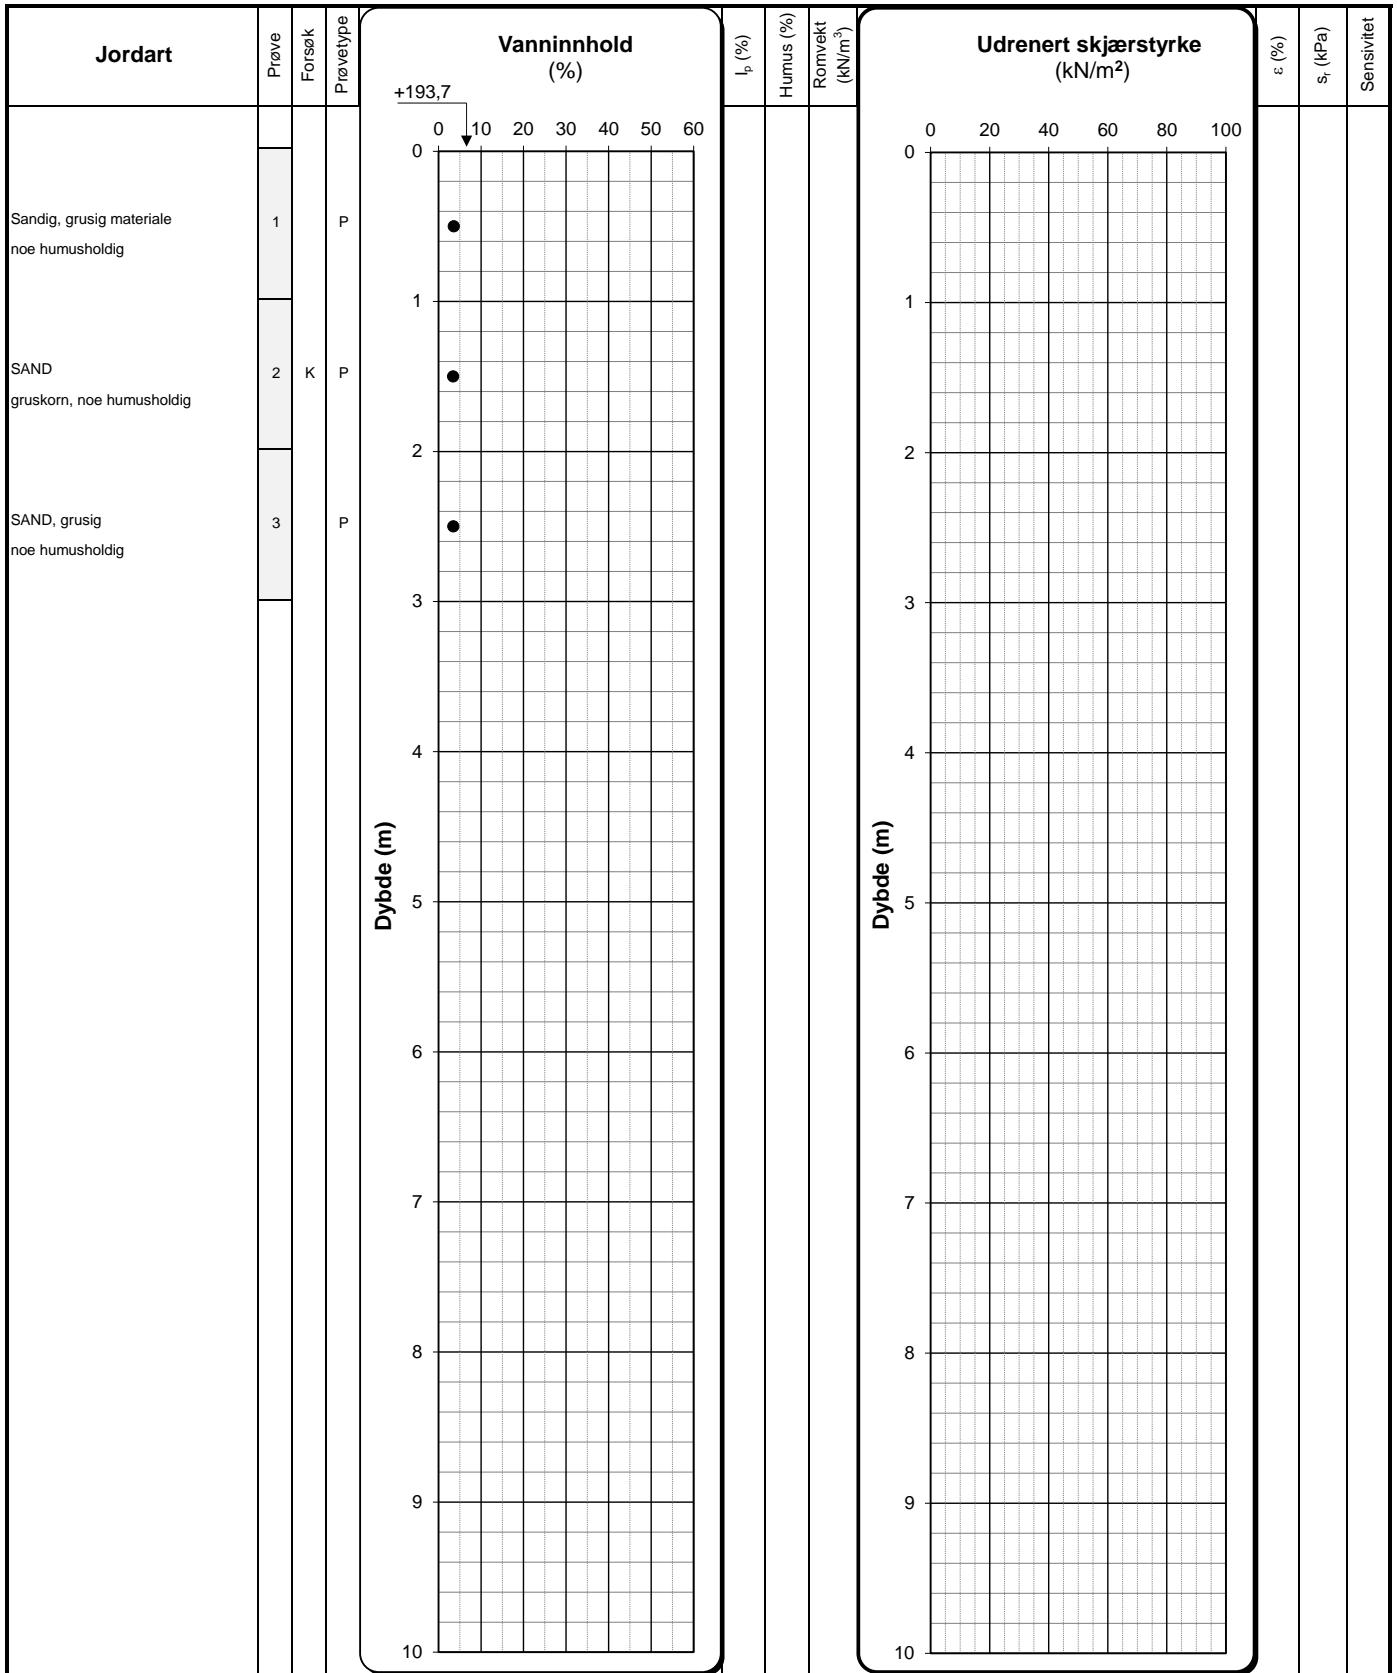 Jordart
Prøve
Forsøk
Prøvetype
Vanninnhold
(%)
Ip (%)
Humus (%)
Romvekt
(kN/m³)
Udrenert skjærstyrke
(kN/m²)
ε (%)
sr (kPa)
Sensivitet
+193,7
0 10 20 30 40 50 60
0 20 40 60 80 100
Sandig, grusig materiale
noe humusholdig
1 P
SAND
gruskorn, noe humusholdig
2 K P
SAND, grusig
noe humusholdig
3 P
Dybde (m)
0
1
2
3
4
5
6
7
8
9
10
Dybde (m)
0
1
2
3
4
5
6
7
8
9
10